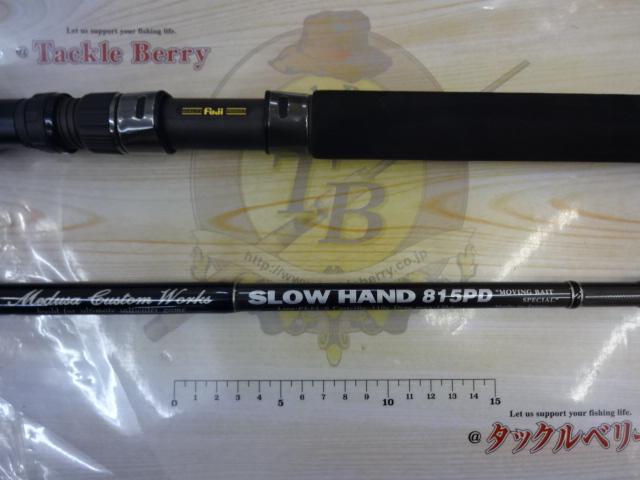 Let us support your fishing life.
@ Tackle Berry
Fuji
TB
Medusa Custom Works
SLOW HAND 815PD
"MOVING BAIT
SPECIAL"
0 5 10 15
Let us support your fishing life.
@ タックルベリー